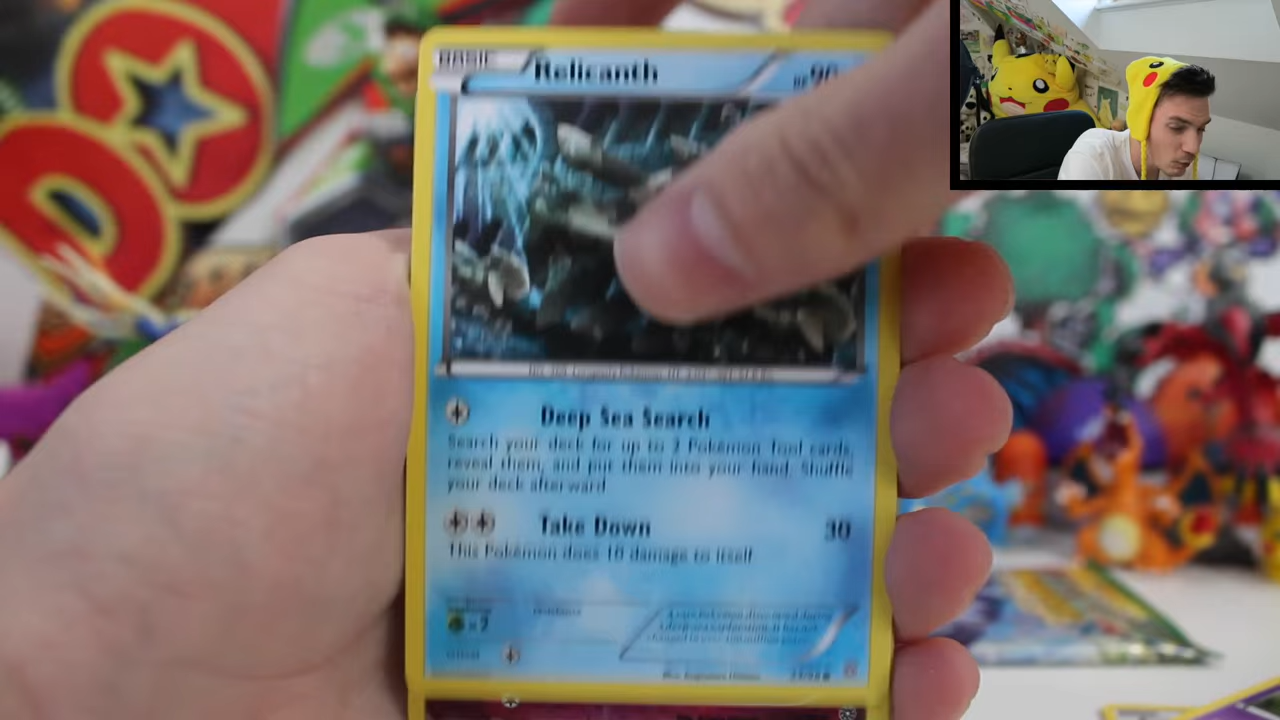 BASIC Relicanth HP 90
Deep Sea Search
Search your deck for up to 2 Pokémon Tool cards,
reveal them, and put them into your hand. Shuffle
your deck afterward
Take Down 30
This Pokémon does 10 damage to itself
×2